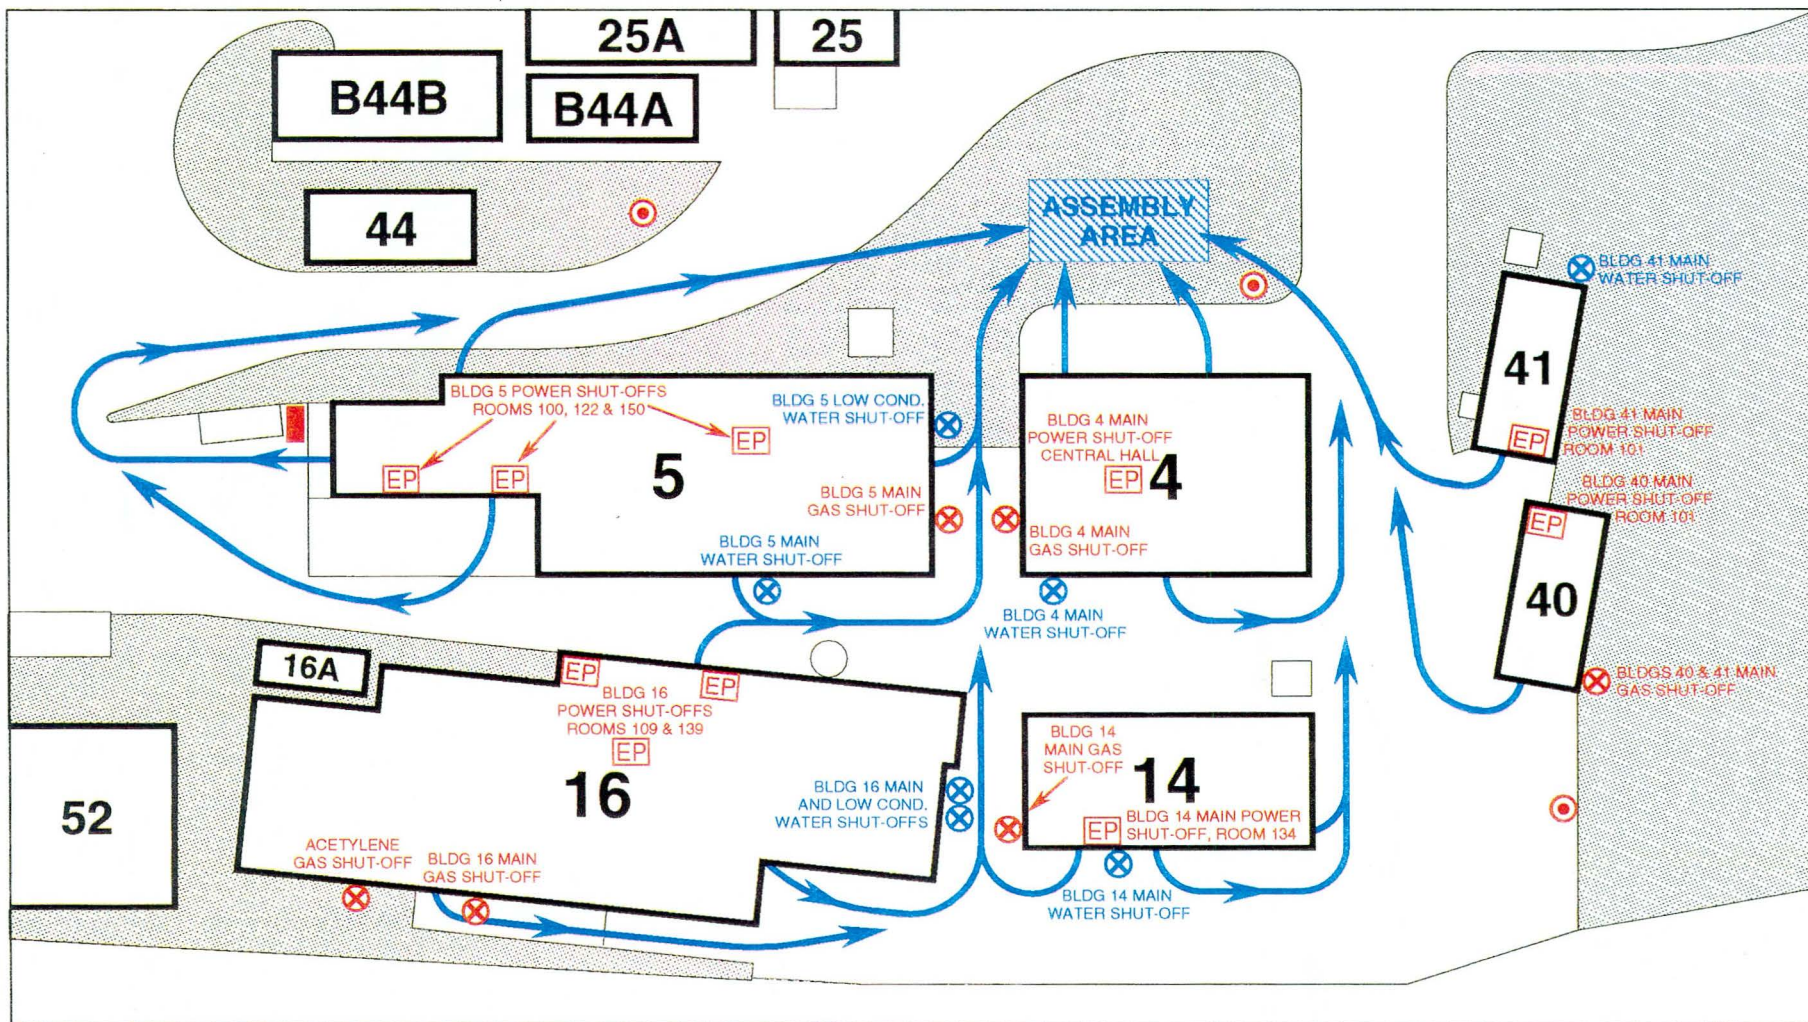 25A
25
B44B
B44A
44
ASSEMBLY
AREA
BLDG 41 MAIN
WATER SHUT-OFF
41
BLDG 41 MAIN
POWER SHUT-OFF
ROOM 101
EP
BLDG 5 POWER SHUT-OFFS
ROOMS 100, 122 & 150
EP
EP
EP
5
BLDG 5 LOW COND.
WATER SHUT-OFF
BLDG 5 MAIN
GAS SHUT-OFF
BLDG 5 MAIN
WATER SHUT-OFF
BLDG 4 MAIN
POWER SHUT-OFF
CENTRAL HALL
EP
4
BLDG 4 MAIN
GAS SHUT-OFF
BLDG 4 MAIN
WATER SHUT-OFF
BLDG 40 MAIN
POWER SHUT-OFF
ROOM 101
EP
40
BLDGS 40 & 41 MAIN
GAS SHUT-OFF
16A
EP
EP
BLDG 16
POWER SHUT-OFFS
ROOMS 109 & 139
EP
16
BLDG 16 MAIN
AND LOW COND.
WATER SHUT-OFFS
52
ACETYLENE
GAS SHUT-OFF
BLDG 16 MAIN
GAS SHUT-OFF
BLDG 14
MAIN GAS
SHUT-OFF
14
EP
BLDG 14 MAIN POWER
SHUT-OFF, ROOM 134
BLDG 14 MAIN
WATER SHUT-OFF